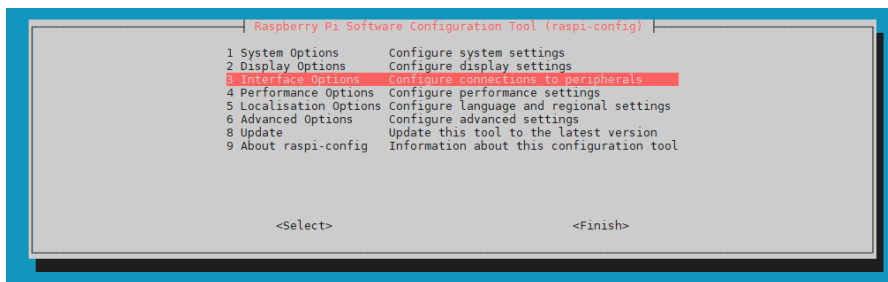 Raspberry Pi Software Configuration Tool (raspi-config)
1 System Options Configure system settings
2 Display Options Configure display settings
3 Interface Options Configure connections to peripherals
4 Performance Options Configure performance settings
5 Localisation Options Configure language and regional settings
6 Advanced Options Configure advanced settings
8 Update Update this tool to the latest version
9 About raspi-config Information about this configuration tool
<Select> <Finish>